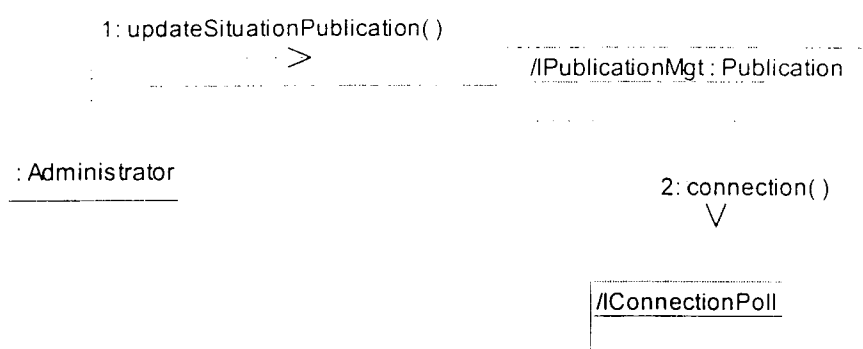 1: updateSituationPublication( )
/IPublicationMgt : Publication
: Administrator
2: connection( )
/IConnectionPoll